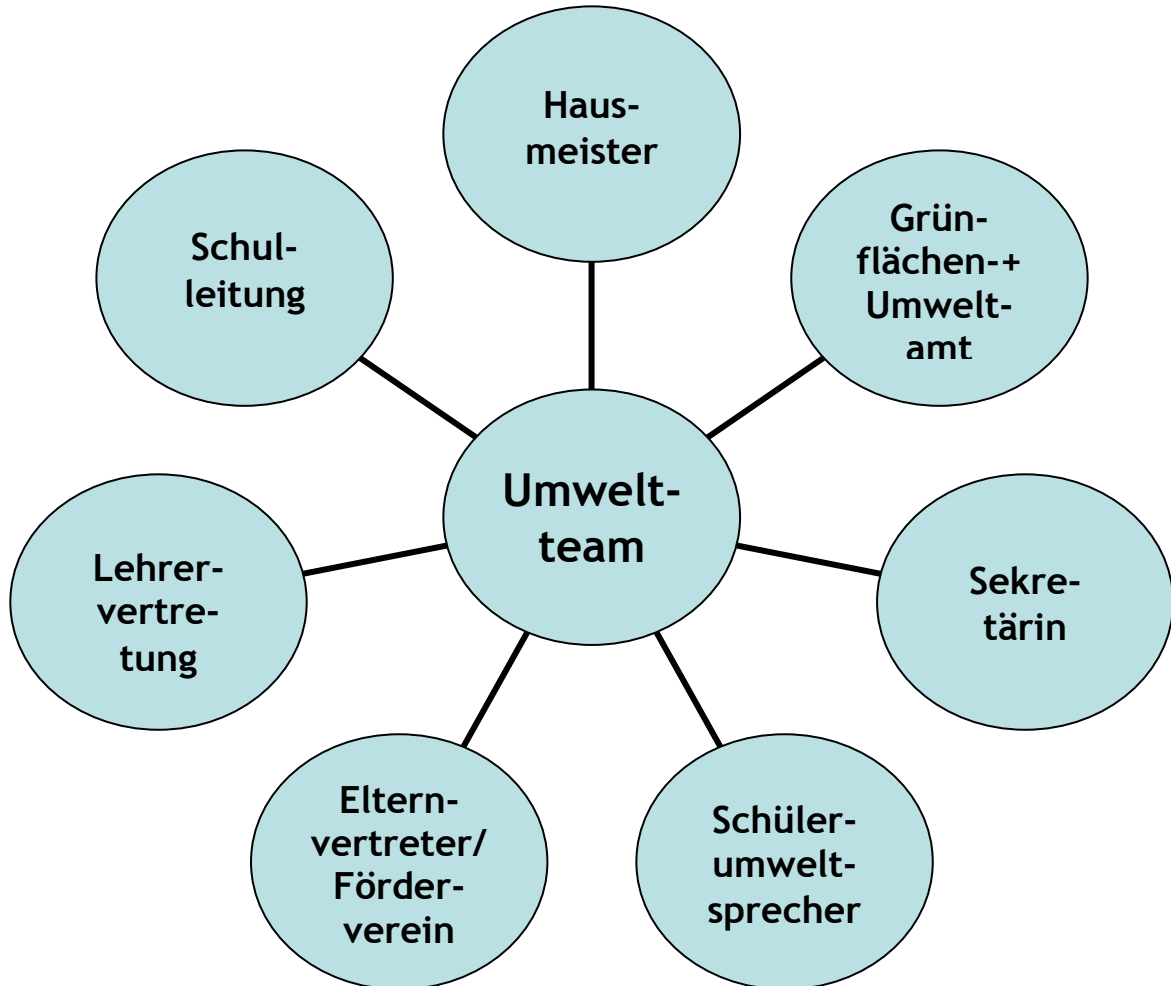 Haus-
meister
Grün-
flächen-+
Umwelt-
amt
Schul-
leitung
Umwelt-
team
Lehrer-
vertre-
tung
Sekre-
tärin
Eltern-
vertreter/
Förder-
verein
Schüler-
umwelt-
sprecher